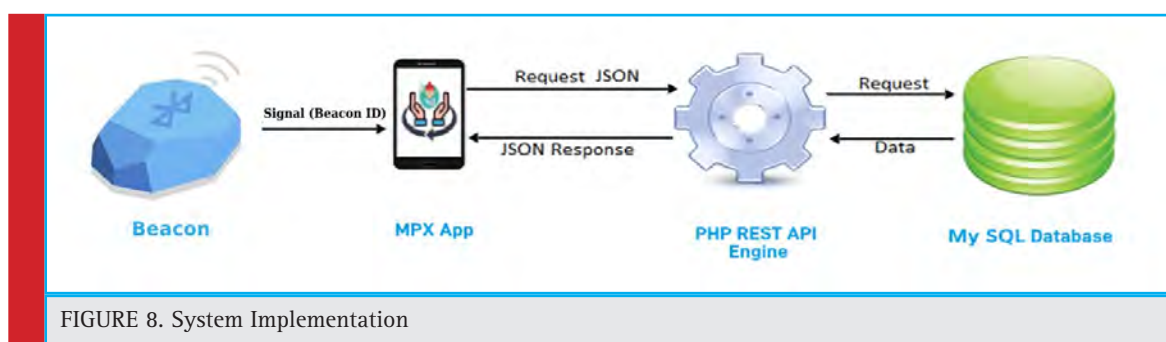 Signal (Beacon ID)
Request JSON
JSON Response
Request
Data
Beacon
MPX App
PHP REST API
Engine
My SQL Database
FIGURE 8. System Implementation